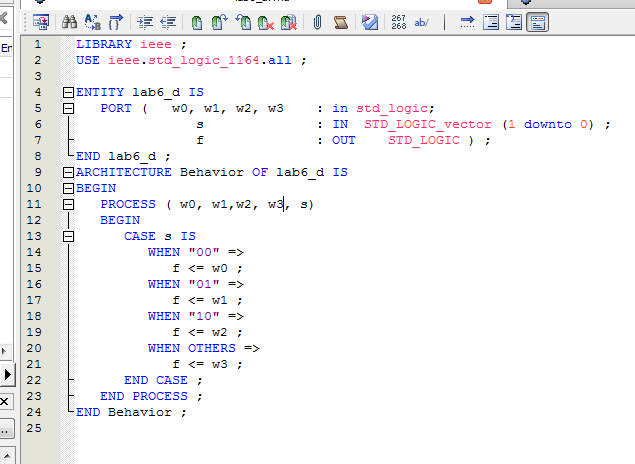 267
268
ab/
En
1 LIBRARY ieee ;
2 USE ieee.std_logic_1164.all ;
3
4 ENTITY lab6_d IS
5 PORT ( w0, w1, w2, w3 : in std_logic;
6 s : IN STD_LOGIC_vector (1 downto 0) ;
7 f : OUT STD_LOGIC ) ;
8 END lab6_d ;
9 ARCHITECTURE Behavior OF lab6_d IS
10 BEGIN
11 PROCESS ( w0, w1,w2, w3, s)
12 BEGIN
13 CASE s IS
14 WHEN "00" =>
15 f <= w0 ;
16 WHEN "01" =>
17 f <= w1 ;
18 WHEN "10" =>
19 f <= w2 ;
20 WHEN OTHERS =>
21 f <= w3 ;
22 END CASE ;
23 END PROCESS ;
24 END Behavior ;
25